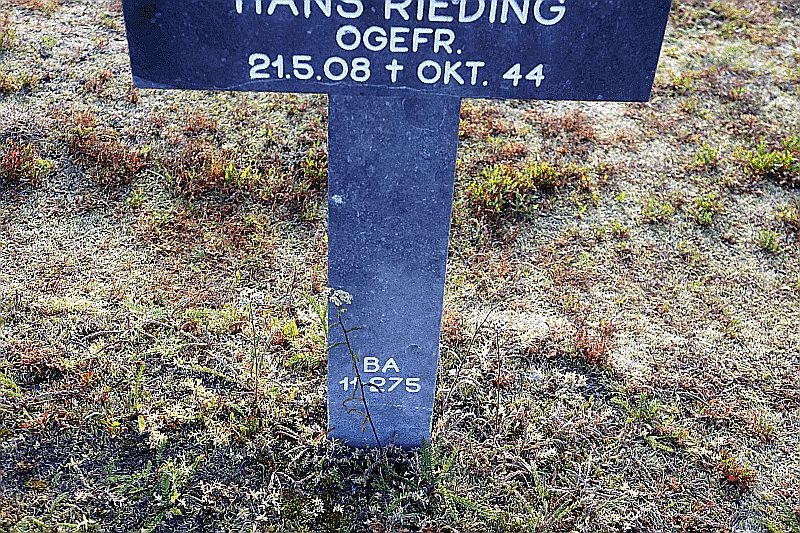 HANS RIEDING
OGEFR.
21.5.08 ✝ OKT. 44
BA
11-275